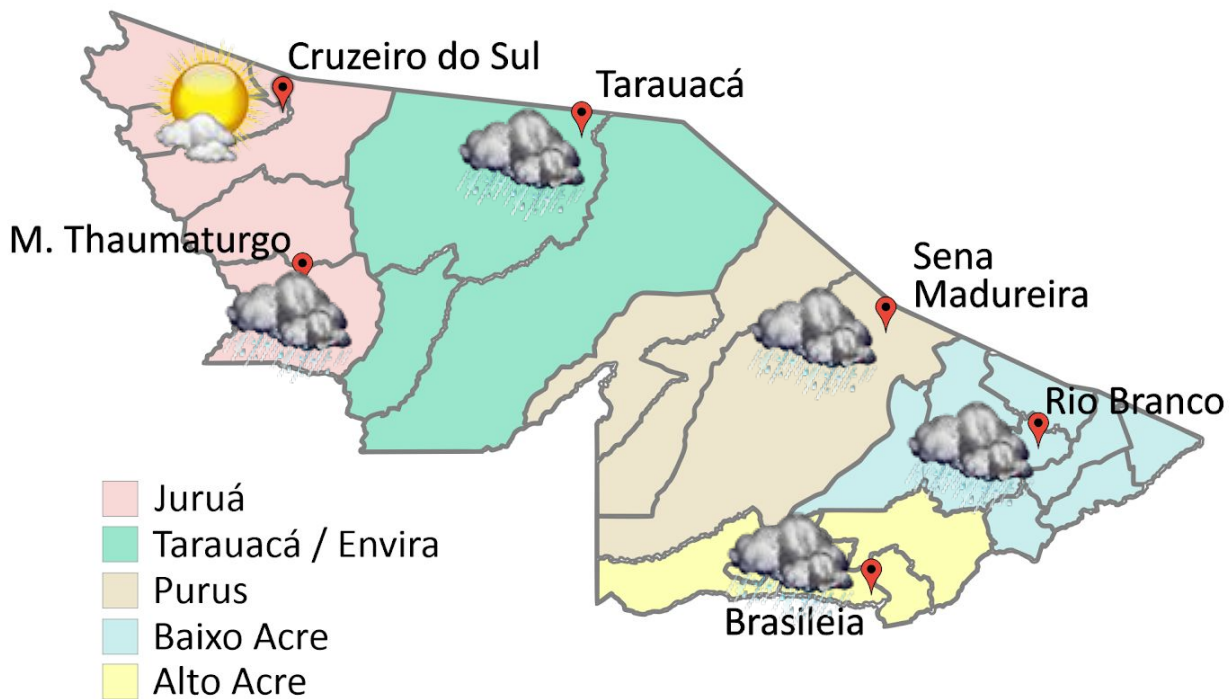 Cruzeiro do Sul
Tarauacá
M. Thaumaturgo
Sena
Madureira
Rio Branco
Brasileia
Juruá
Tarauacá / Envira
Purus
Baixo Acre
Alto Acre